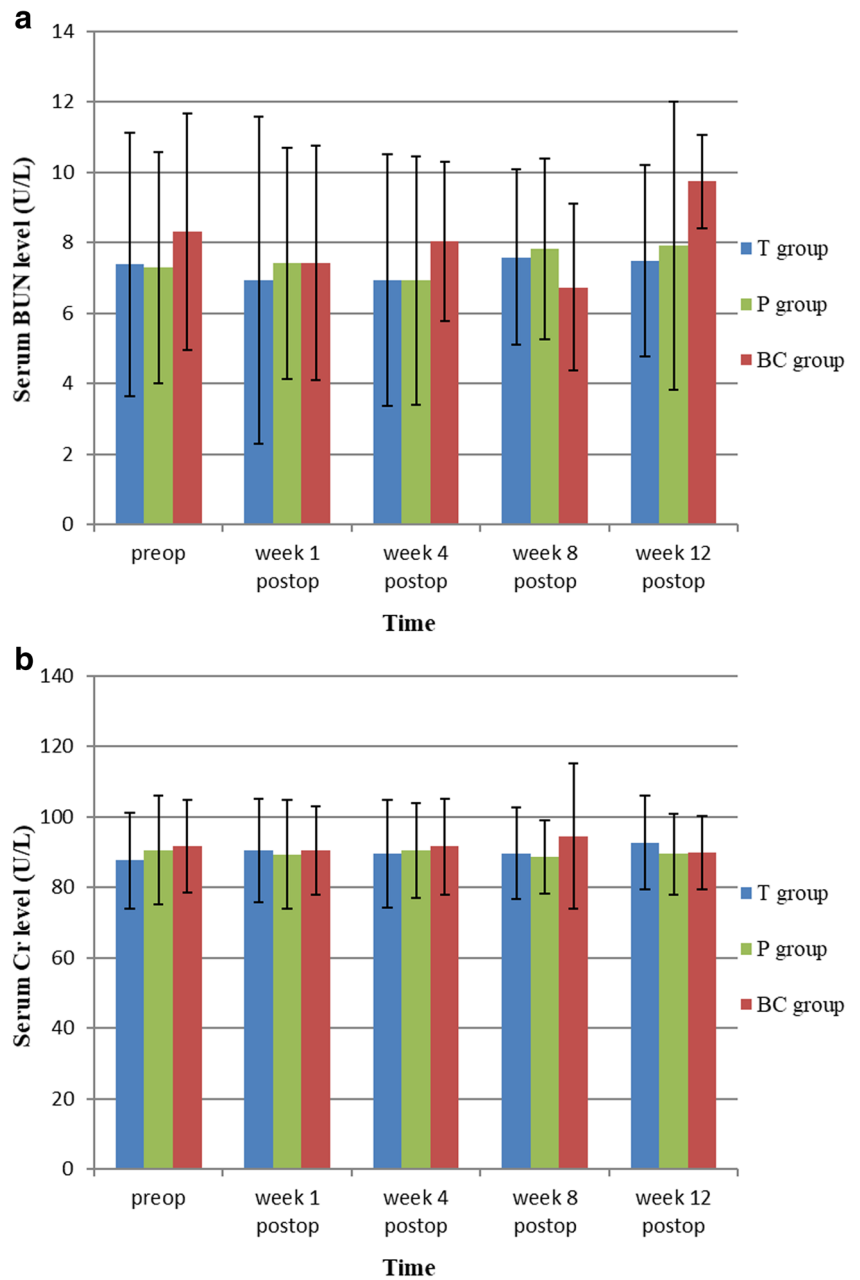 a
Serum BUN level (U/L)
14
12
10
8
6
4
2
0
preop
week 1
postop
week 4
postop
week 8
postop
week 12
postop
Time
T group
P group
BC group
b
Serum Cr level (U/L)
140
120
100
80
60
40
20
0
preop
week 1
postop
week 4
postop
week 8
postop
week 12
postop
Time
T group
P group
BC group